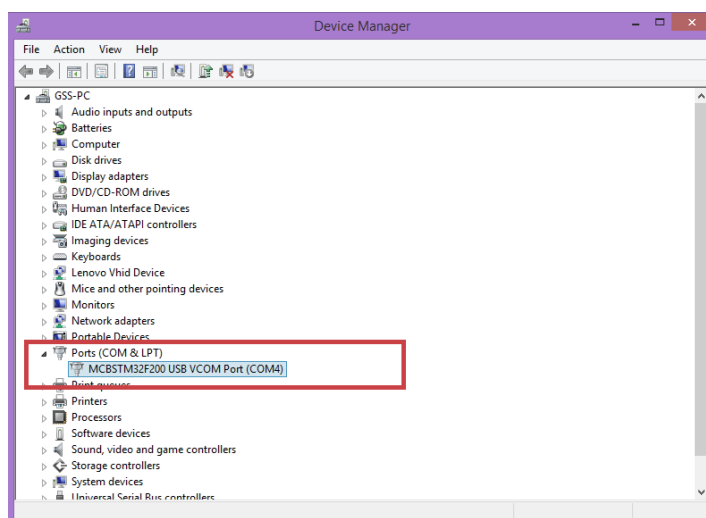 Device Manager
File Action View Help
GSS-PC
Audio inputs and outputs
Batteries
Computer
Disk drives
Display adapters
DVD/CD-ROM drives
Human Interface Devices
IDE ATA/ATAPI controllers
Imaging devices
Keyboards
Lenovo Vhid Device
Mice and other pointing devices
Monitors
Network adapters
Portable Devices
Ports (COM & LPT)
MCBSTM32F200 USB VCOM Port (COM4)
Print queues
Printers
Processors
Software devices
Sound, video and game controllers
Storage controllers
System devices
Universal Serial Bus controllers